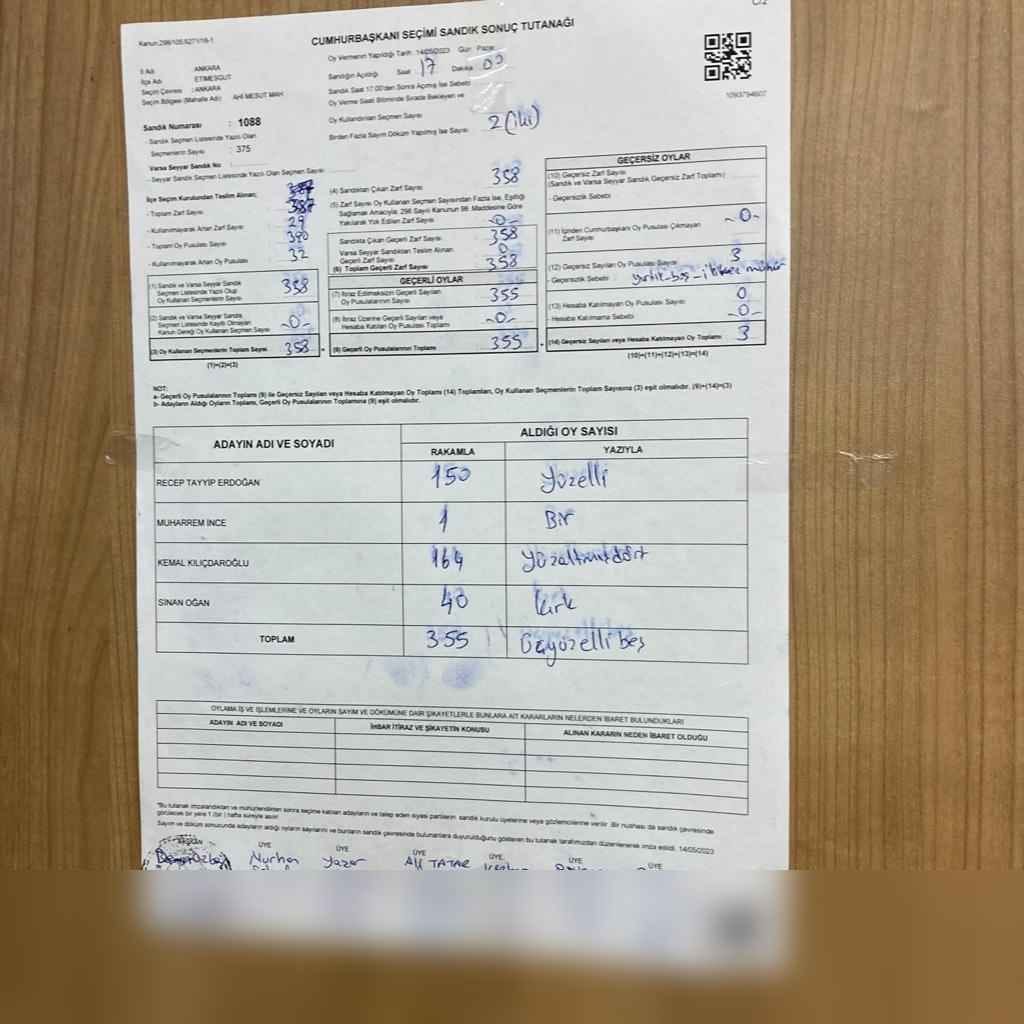 C/2
Kanun:298/105,6271/16-1
CUMHURBAŞKANI SEÇİMİ SANDIK SONUÇ TUTANAĞI
İl Adı : ANKARA
İlçe Adı : ETİMESGUT
Seçim Çevresi : ANKARA
Seçim Bölgesi (Mahalle Adı) : AHİ MESUT MAH
Sandık Numarası : 1088
- Sandık Seçmen Listesinde Yazılı Olan
Seçmenlerin Sayısı : 375
Varsa Seyyar Sandık No :
- Seyyar Sandık Seçmen Listesinde Yazılı Olan Seçmen Sayısı :
Oy Vermenin Yapıldığı Tarih: 14/05/2023 Gün: Pazar
Sandığın Açıldığı Saat 17 Dakika 00
Sandık Saat 17.00'den Sonra Açılmış İse Sebebi
Oy Verme Saati Bitiminde Sırada Bekleyen ve
Oy Kullandırılan Seçmen Sayısı
Birden Fazla Sayım Döküm Yapılmış İse Sayısı 2 (iki)
1093794607
İlçe Seçim Kurulundan Teslim Alınan;
- Toplam Zarf Sayısı 387
- Kullanılmayarak Artan Zarf Sayısı 29
- Toplam Oy Pusulası Sayısı 390
- Kullanılmayarak Artan Oy Pusulası 32
(1) Sandık ve Varsa Seyyar Sandık
Seçmen Listesinde Yazılı Olup
Oy Kullanan Seçmenlerin Sayısı 358
(2) Sandık ve Varsa Seyyar Sandık
Seçmen Listesinde Kayıtlı Olmayan
Kanun Gereği Oy Kullanan Seçmen Sayısı -0-
(3) Oy Kullanan Seçmenlerin Toplam Sayısı 358
(1)+(2)=(3)
(4) Sandıktan Çıkan Zarf Sayısı 358
(5) Zarf Sayısı Oy Kullanan Seçmen Sayısından Fazla İse, Eşitliği
Sağlamak Amacıyla; 298 Sayılı Kanunun 98. Maddesine Göre
Yakılarak Yok Edilen Zarf Sayısı -0-
Sandıkta Çıkan Geçerli Zarf Sayısı 358
Varsa Seyyar Sandıktan Teslim Alınan
Geçerli Zarf Sayısı 0
(6) Toplam Geçerli Zarf Sayısı 358
GEÇERLİ OYLAR
(7) İtiraz Edilmeksizin Geçerli Sayılan
Oy Pusulalarının Sayısı 355
(8) İtiraz Üzerine Geçerli Sayılan veya
Hesaba Katılan Oy Pusulası Toplamı -0-
(9) Geçerli Oy Pusulalarının Toplamı 355
GEÇERSİZ OYLAR
(10) Geçersiz Zarf Sayısı
(Sandık ve Varsa Seyyar Sandık Geçersiz Zarf Toplamı)
- Geçersizlik Sebebi
(11) İçinden Cumhurbaşkanı Oy Pusulası Çıkmayan
Zarf Sayısı -0-
(12) Geçersiz Sayılan Oy Pusulası Sayısı 3
- Geçersizlik Sebebi yırtık, boş
(13) Hesaba Katılmayan Oy Pusulası Sayısı 0
- Hesaba Katılmama Sebebi -0-
(14) Geçersiz Sayılan veya Hesaba Katılmayan Oy Toplamı 3
(10)+(11)+(12)+(13)=(14)
NOT:
a- Geçerli Oy Pusulalarının Toplamı (9) ile Geçersiz Sayılan veya Hesaba Katılmayan Oy Toplamı (14) Toplamları, Oy Kullanan Seçmenlerin Toplam Sayısına (3) eşit olmalıdır. (9)+(14)=(3)
b- Adayların Aldığı Oyların Toplamı, Geçerli Oy Pusulalarının Toplamına (9) eşit olmalıdır.
ADAYIN ADI VE SOYADI
ALDIĞI OY SAYISI
RAKAMLA YAZIYLA
RECEP TAYYİP ERDOĞAN 150 Yüzelli
MUHARREM İNCE 1 Bir
KEMAL KILIÇDAROĞLU 164 Yüzaltmışdört
SİNAN OĞAN 40 kırk
TOPLAM 355 Üçyüzelli beş
OYLAMA İŞ VE İŞLEMLERİNE VE OYLARIN SAYIM VE DÖKÜMÜNE DAİR ŞİKAYETLERLE BUNLARA AİT KARARLARIN NELERDEN İBARET BULUNDUKLARI
ADAYIN ADI VE SOYADI İHBAR İTİRAZ VE ŞİKAYETİN KONUSU ALINAN KARARIN NEDEN İBARET OLDUĞU
*Bu tutanak imzalandıktan ve mühürlendikten sonra seçime katılan adayların ve talep eden siyasi partilerin sandık kurulu üyelerine veya gözlemcilerine verilir. Bir nüshası da sandık çevresinde
görülecek bir yere 1 (bir) hafta süreyle asılır.
Sayım ve döküm sonucunda adayların aldığı oyların sayılarını ve bunların sandık çevresinde bulunanlara duyurulduğunu gösteren bu tutanak tarafımızdan düzenlenerek imza edildi. 14/05/2023
BAŞKAN ÜYE ÜYE ÜYE ÜYE ÜYE ÜYE
Nurhan Yazar Ali TATAR